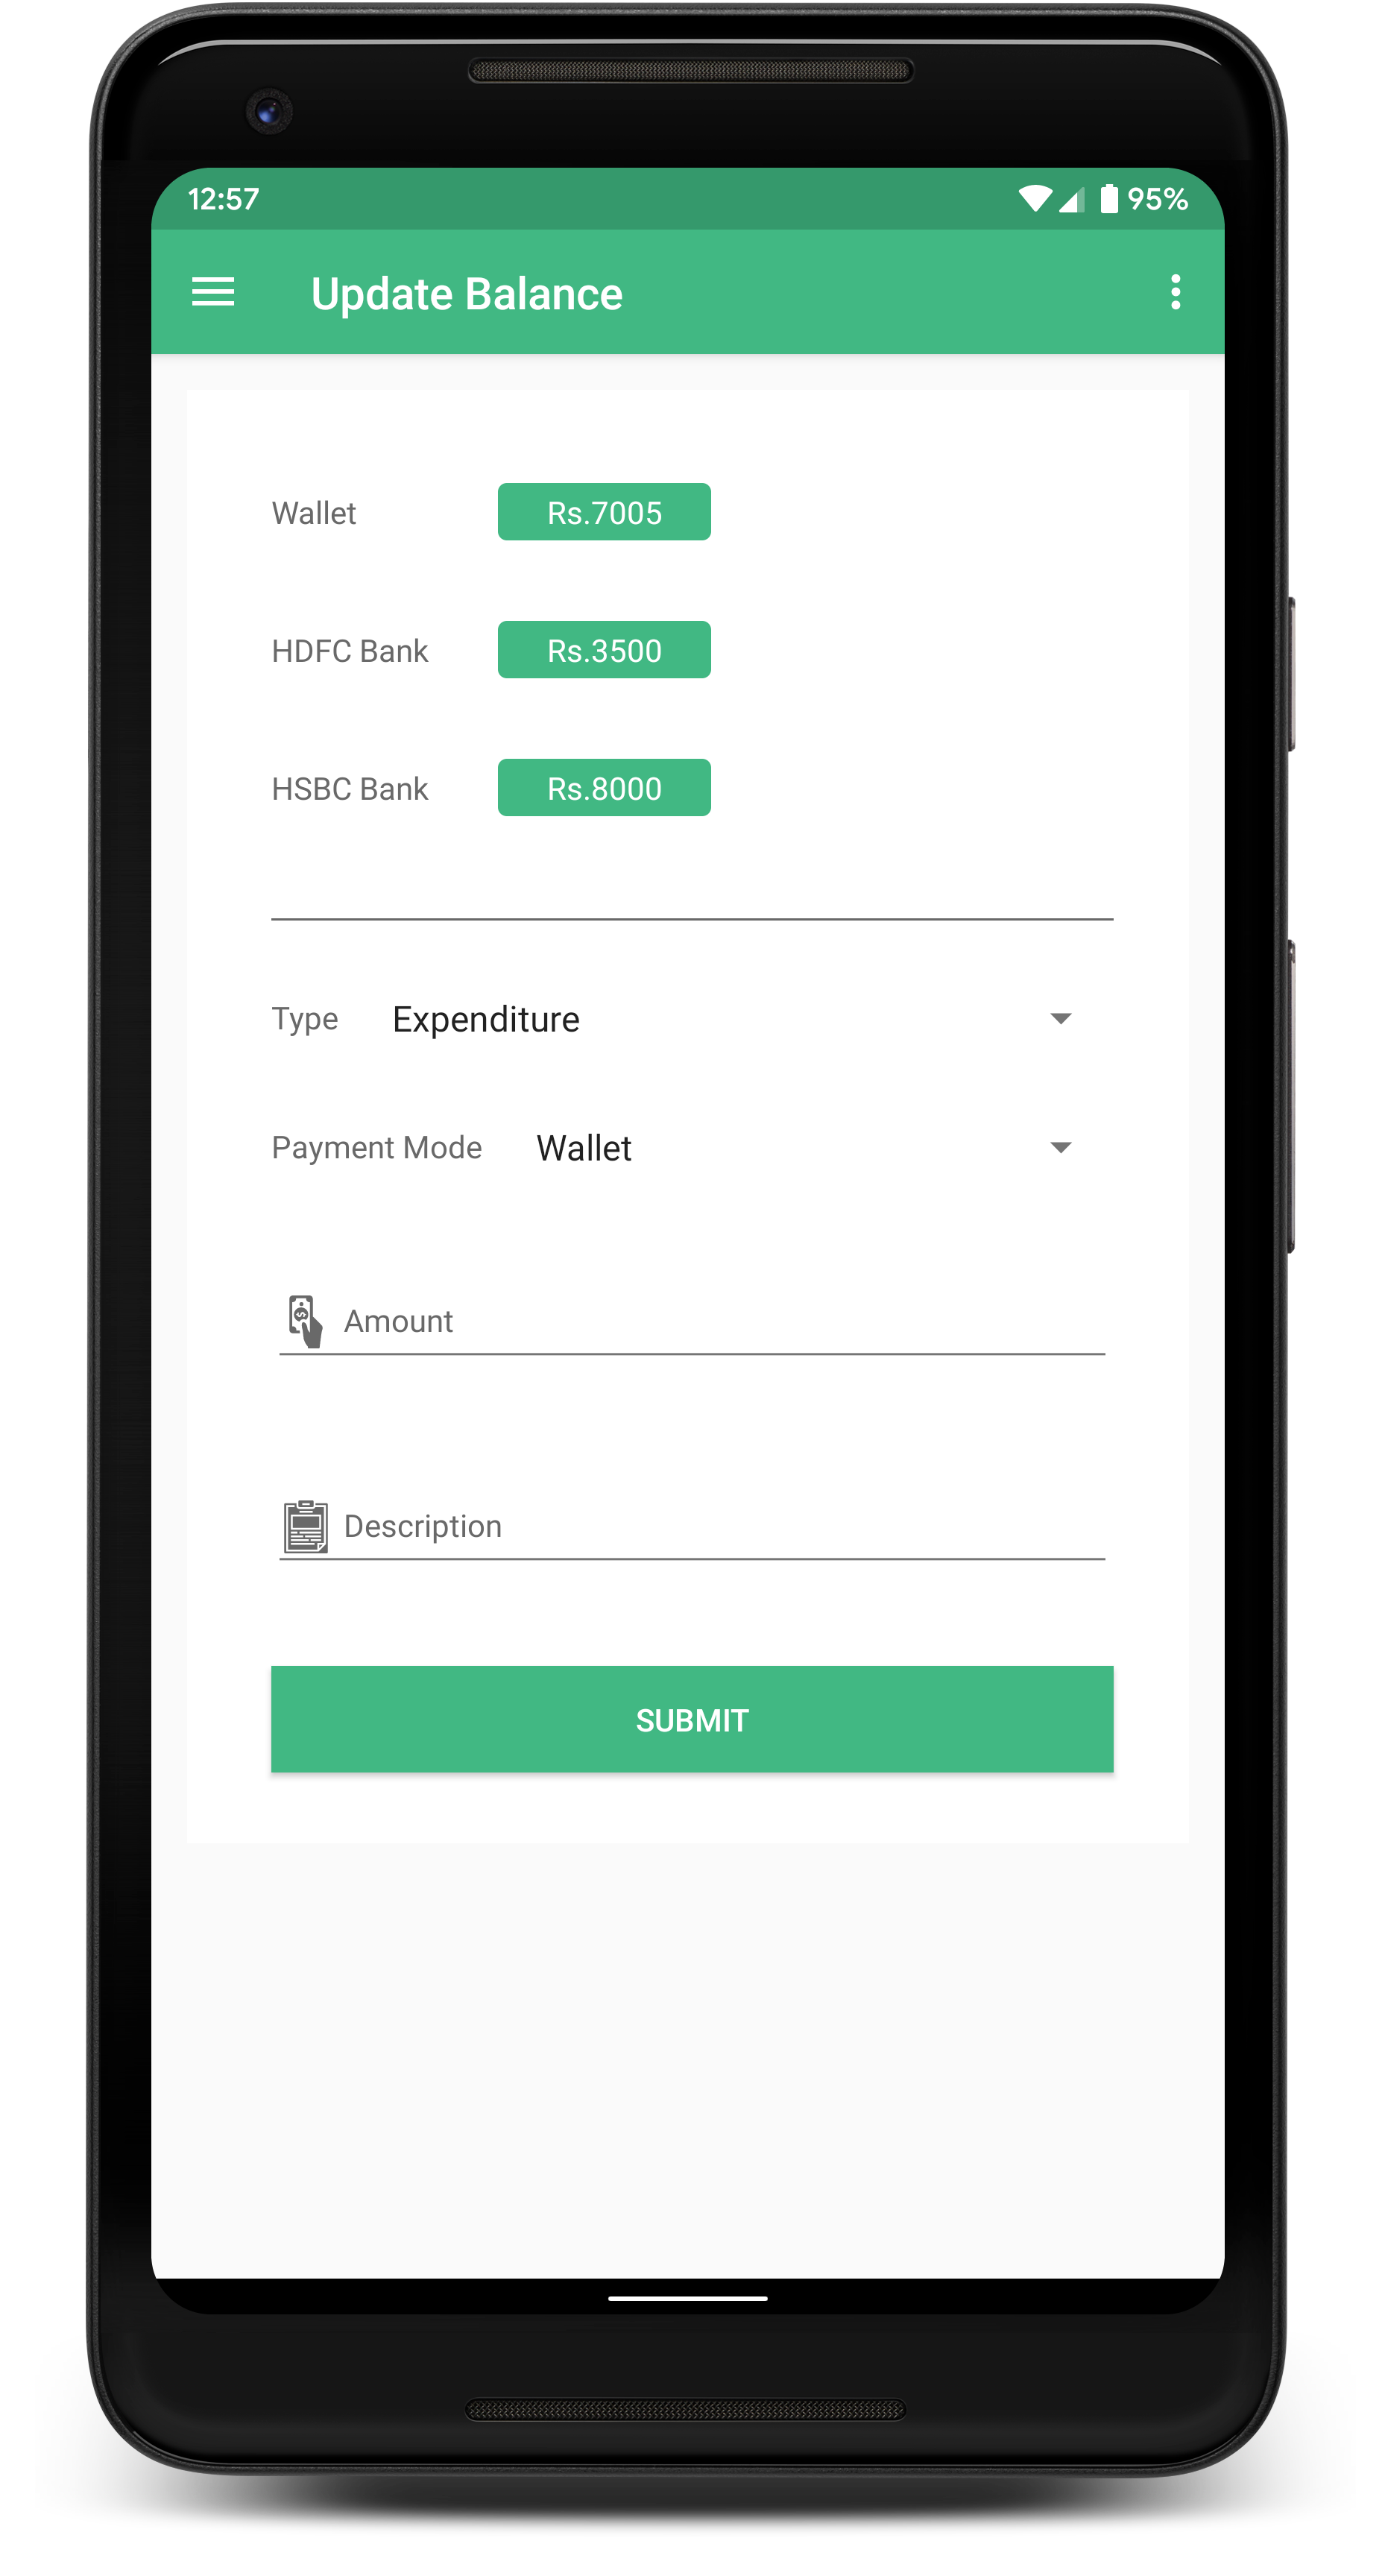 12:57 95%
Update Balance
Wallet Rs.7005
HDFC Bank Rs.3500
HSBC Bank Rs.8000
Type Expenditure
Payment Mode Wallet
Amount
Description
SUBMIT